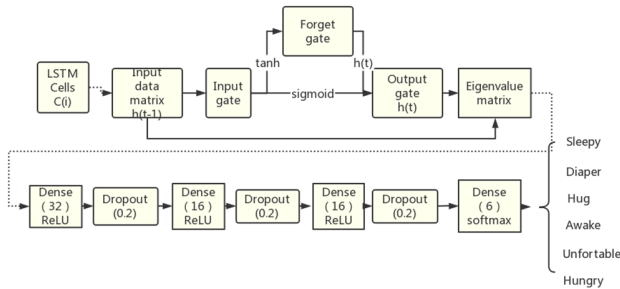 Forget
gate
tanh
h(t)
LSTM
Cells
C(i)
Input
data
matrix
h(t-1)
Input
gate
sigmoid
Output
gate
h(t)
Eigenvalue
matrix
Dense
(32)
ReLU
Dropout
(0.2)
Dense
(16)
ReLU
Dropout
(0.2)
Dense
(16)
ReLU
Dropout
(0.2)
Dense
(6)
softmax
Sleepy
Diaper
Hug
Awake
Unfortable
Hungry